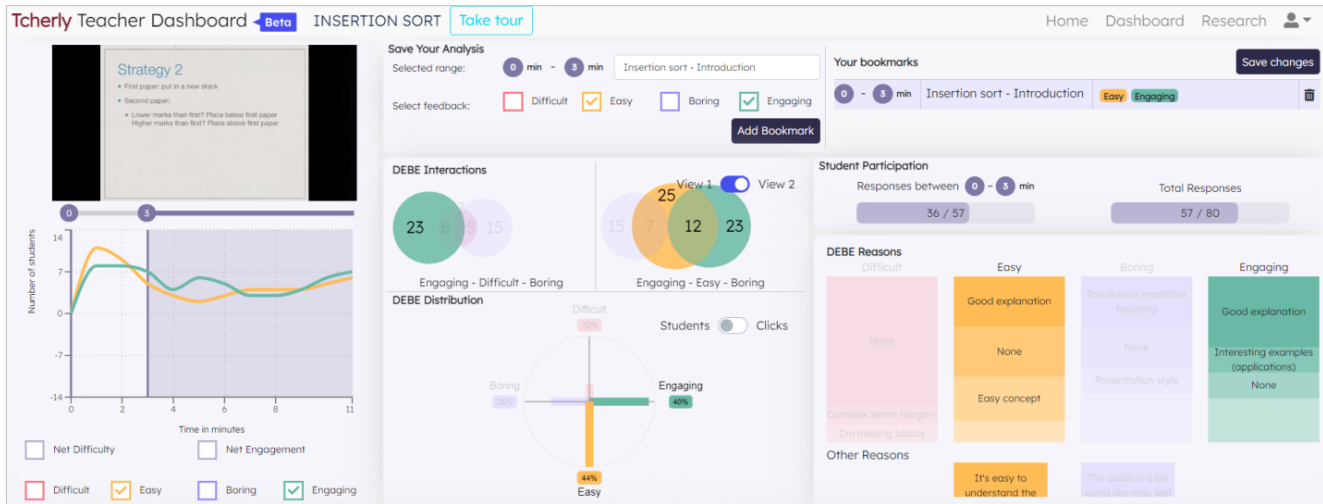 Tcherly Teacher Dashboard Beta INSERTION SORT Take tour Home Dashboard Research
Strategy 2
• First paper: put in a new stack
• Second paper:
• Lower marks than first? Place below first paper
Higher marks than first? Place above first paper
0 3
Number of students
14
7
0
-7
-14
0 2 4 6 8 11
Time in minutes
Net Difficulty Net Engagement
Difficult Easy Boring Engaging
Save Your Analysis
Selected range: 0 min - 3 min Insertion sort - Introduction
Select feedback: Difficult Easy Boring Engaging
Add Bookmark
Your bookmarks Save changes
0 - 3 min Insertion sort - Introduction Easy Engaging
DEBE Interactions
View 1 View 2
23 6 5 15
Engaging - Difficult - Boring
15 7 25 12 23
Engaging - Easy - Boring
DEBE Distribution
Students Clicks
Difficult
12%
Boring
26%
Engaging
40%
44%
Easy
Student Participation
Responses between 0 - 3 min Total Responses
36 / 57 57 / 80
DEBE Reasons
Difficult Easy Boring Engaging
None
Complex terms (jargon)
I'm missing basics
Good explanation
None
Easy concept
Too slow or repetitive
teaching
None
Presentation style
Good explanation
Interesting examples
(applications)
None
Other Reasons
It's easy to
understand the
The audio is a bit
weird like may feel